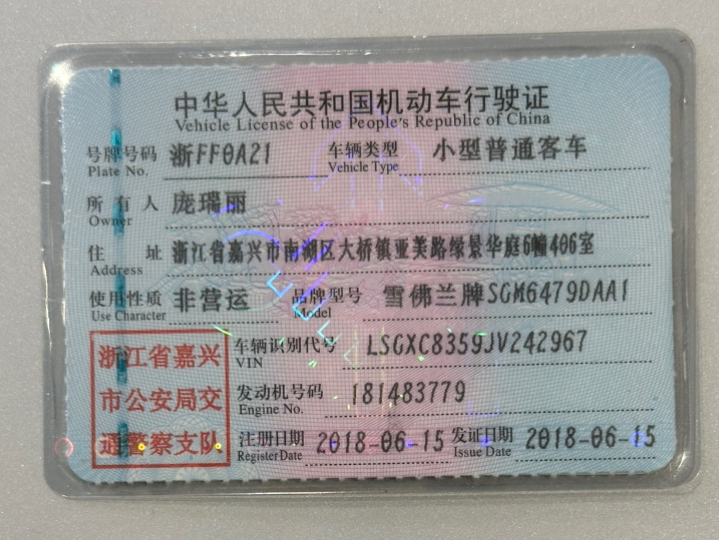 中华人民共和国机动车行驶证
Vehicle License of the People's Republic of China
号牌号码 浙FF0A21 车辆类型 小型普通客车
Plate No. Vehicle Type
所有人 庞瑞丽
Owner
住址 浙江省嘉兴市南湖区大桥镇亚美路绿景华庭6幢406室
Address
使用性质 非营运 品牌型号 雪佛兰牌SGM6479DAA1
Use Character Model
车辆识别代号 LSGXC8359JV242967
VIN
发动机号码 181483779
Engine No.
注册日期 2018-06-15 发证日期 2018-06-15
Register Date Issue Date
浙江省嘉兴
市公安局交
通警察支队